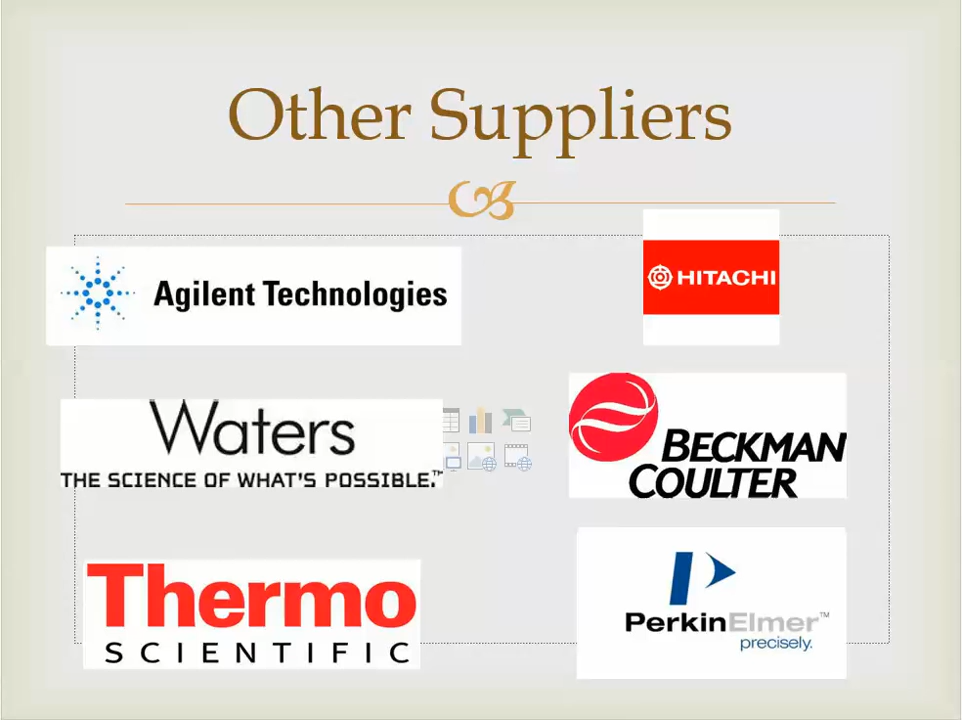 Other Suppliers
Agilent Technologies
HITACHI
Waters
THE SCIENCE OF WHAT'S POSSIBLE.™
BECKMAN
COULTER
Thermo
SCIENTIFIC
PerkinElmer™
precisely.